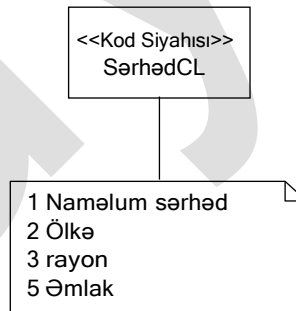 <<Kod Siyahısı>>
SərhədCL
1 Naməlum sərhəd
2 Ölkə
3 rayon
5 Əmlak